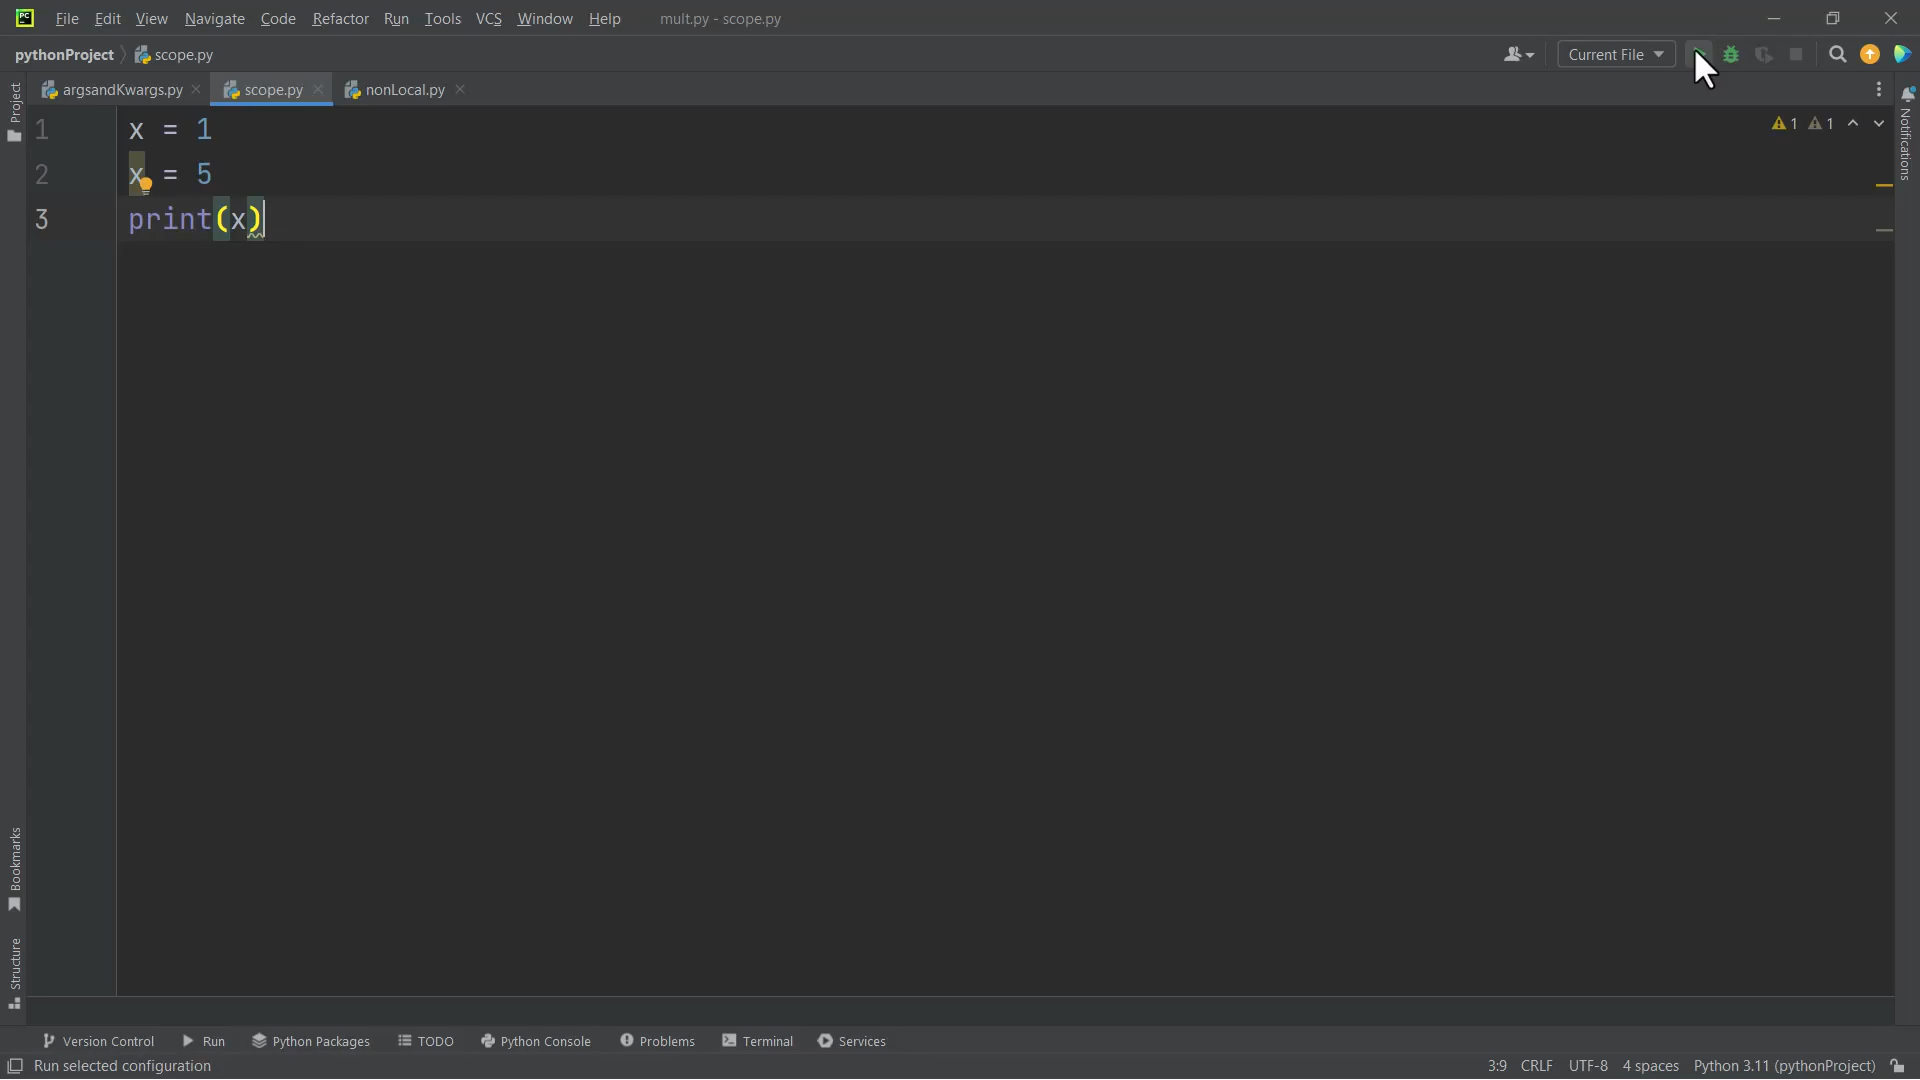 PC
File Edit View Navigate Code Refactor Run Tools VCS Window Help mult.py - scope.py
pythonProject scope.py Current File
argsandKwargs.py scope.py nonLocal.py
Project
Notifications
1 x = 1
1 1
2 x = 5
3 print(x)
Bookmarks
Structure
Version Control Run Python Packages TODO Python Console Problems Terminal Services
Run selected configuration 3:9 CRLF UTF-8 4 spaces Python 3.11 (pythonProject)